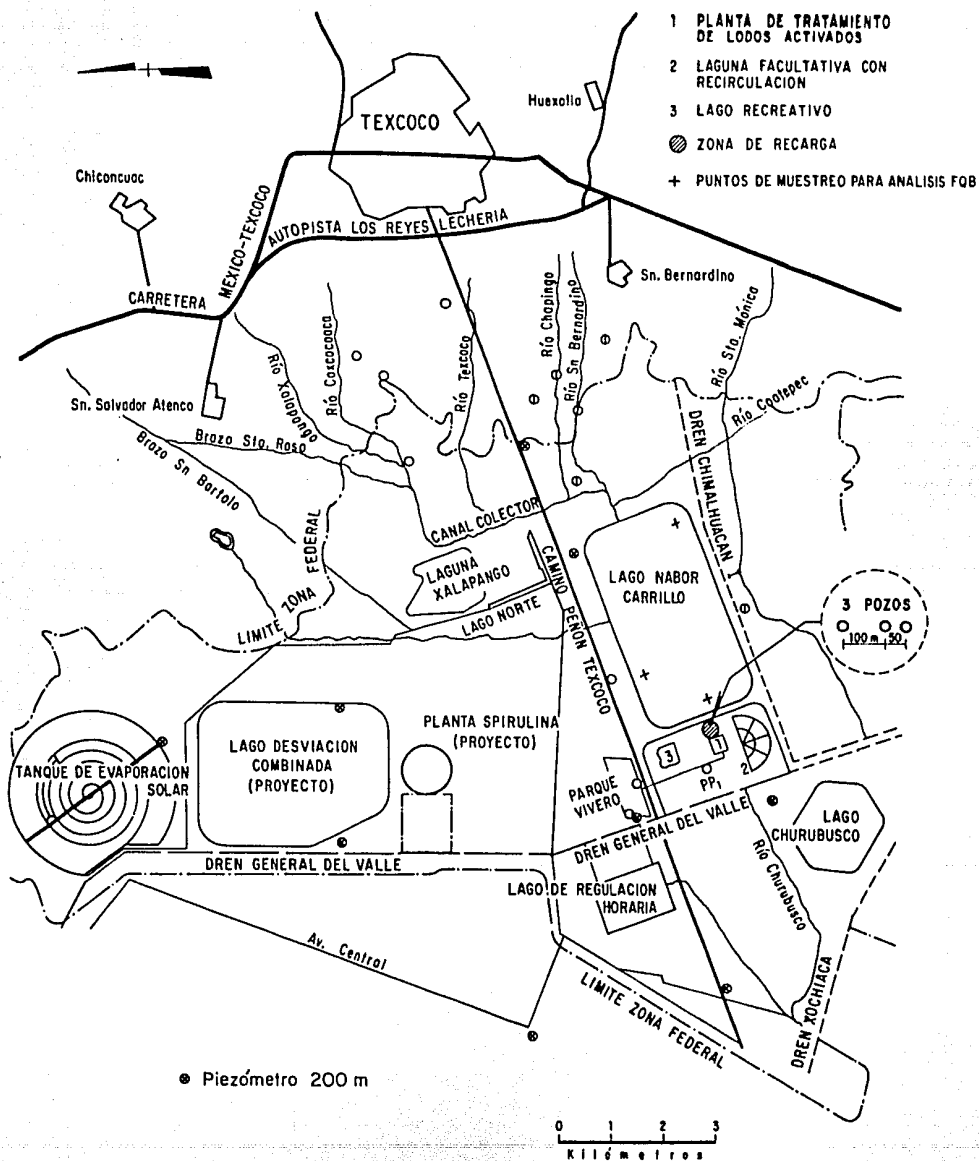 1 PLANTA DE TRATAMIENTO
DE LODOS ACTIVADOS
2 LAGUNA FACULTATIVA CON
RECIRCULACION
3 LAGO RECREATIVO
ZONA DE RECARGA
+ PUNTOS DE MUESTREO PARA ANALISIS FQB
TEXCOCO
Huexotla
Chiconcuac
AUTOPISTA LOS REYES LECHERIA
MEXICO-TEXCOCO
CARRETERA
Sn. Bernardino
Río Xalapango
Río Coxcocoaca
Río Texcoco
Río Chapingo
Río Sn Bernardino
Río Sta. Mónica
Río Coatepec
Sn. Salvador Atenco
Brazo Sta. Rosa
Brazo Sn Bartolo
DREN CHIMALHUACAN
CANAL COLECTOR
LIMITE ZONA FEDERAL
LAGUNA
XALAPANGO
LAGO NORTE
CAMINO PEÑON TEXCOCO
LAGO NABOR
CARRILLO
3 POZOS
100 m 50
TANQUE DE EVAPORACION
SOLAR
LAGO DESVIACION
COMBINADA
(PROYECTO)
PLANTA SPIRULINA
(PROYECTO)
3
1
2
PP1
PARQUE
VIVERO
DREN GENERAL DEL VALLE
DREN GENERAL DEL VALLE
LAGO
CHURUBUSCO
LAGO DE REGULACION
HORARIA
Río Churubusco
Av. Central
LIMITE ZONA FEDERAL
DREN XOCHIACA
Piezómetro 200 m
0 1 2 3
Kilómetros